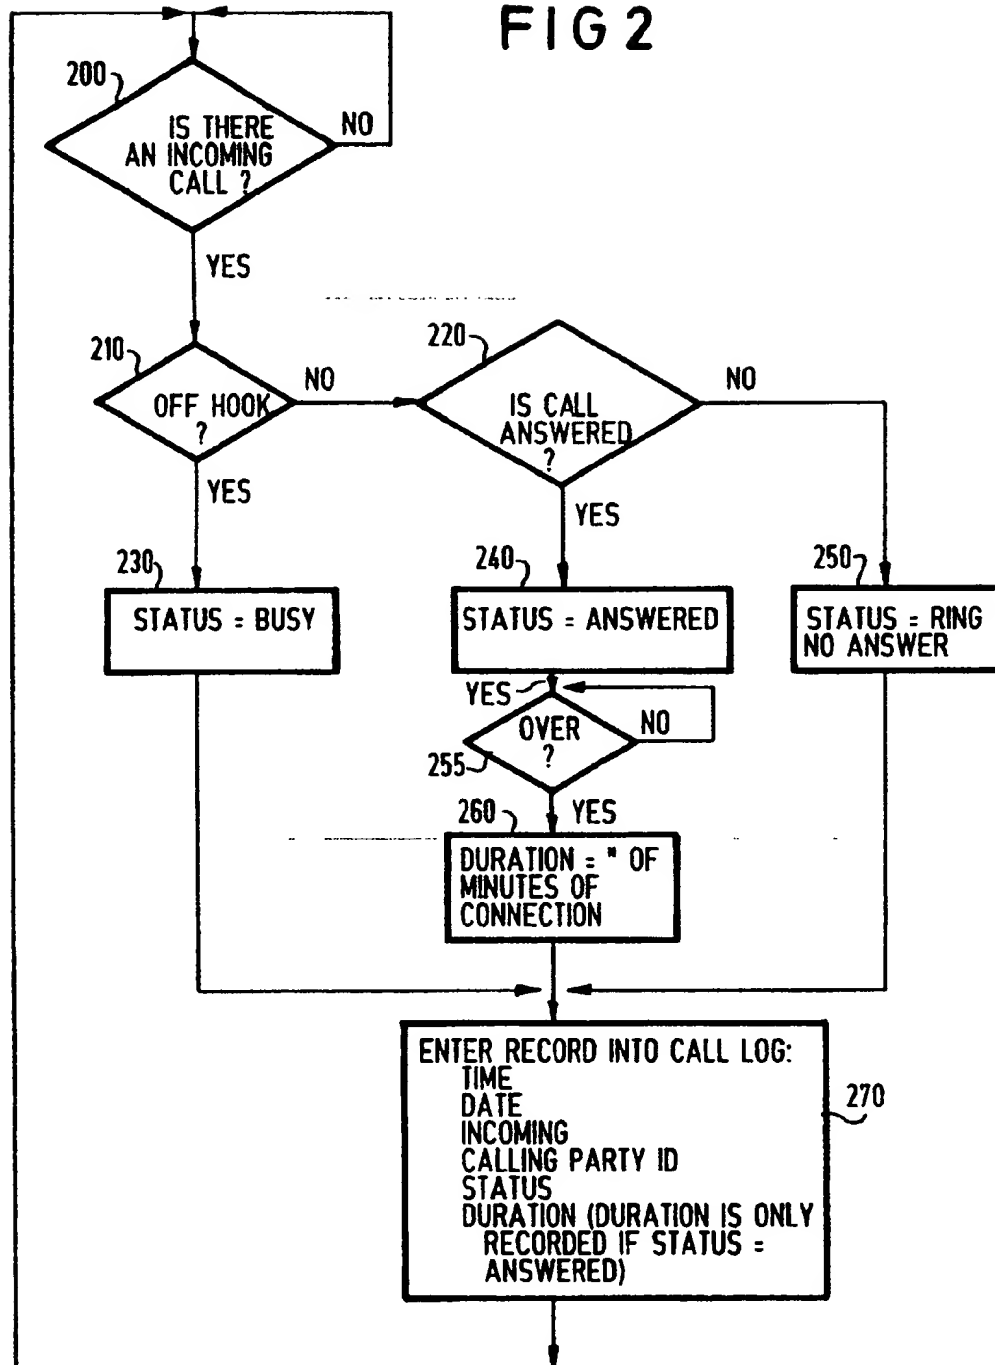 FIG 2
200
IS THERE
AN INCOMING
CALL ?
NO
YES
210
OFF HOOK
?
NO
YES
220
IS CALL
ANSWERED
?
NO
YES
230
STATUS = BUSY
240
STATUS = ANSWERED
250
STATUS = RING
NO ANSWER
YES
OVER
?
NO
255
YES
260
DURATION = " OF
MINUTES OF
CONNECTION
ENTER RECORD INTO CALL LOG:
TIME
DATE
INCOMING
CALLING PARTY ID
STATUS
DURATION (DURATION IS ONLY
RECORDED IF STATUS =
ANSWERED)
270